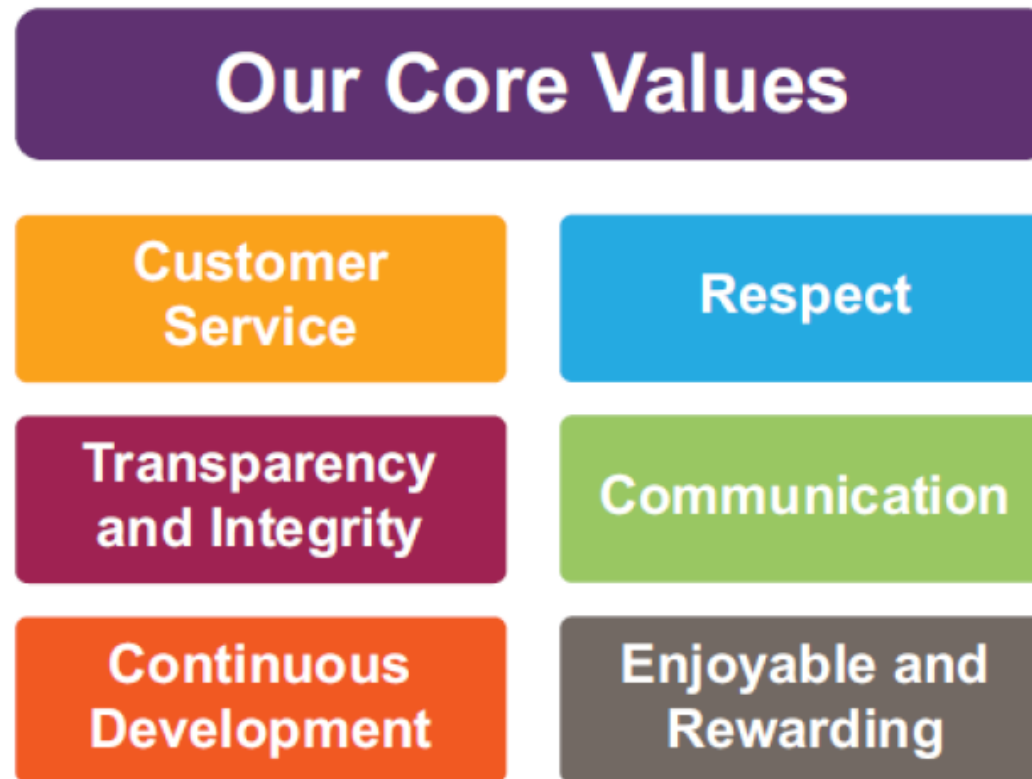 Our Core Values
Customer
Service
Respect
Transparency
and Integrity
Communication
Continuous
Development
Enjoyable and
Rewarding